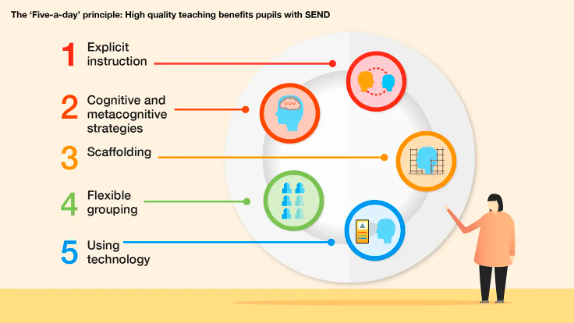 The ‘Five-a-day’ principle: High quality teaching benefits pupils with SEND
1 Explicit
instruction
2 Cognitive and
metacognitive
strategies
3 Scaffolding
4 Flexible
grouping
5 Using
technology